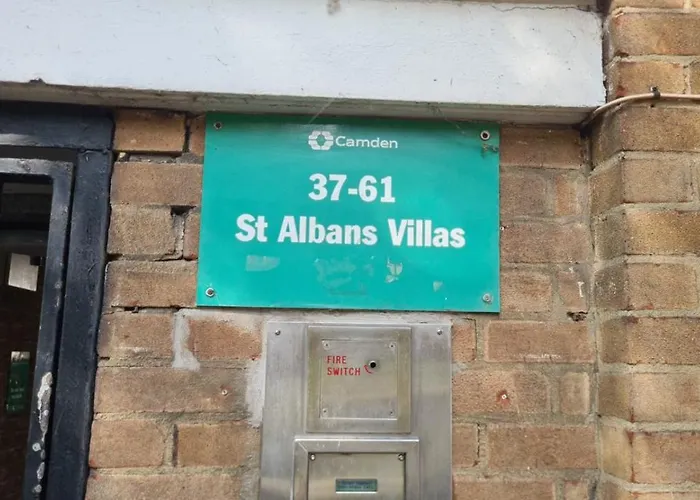 Camden
37-61
St Albans Villas
FIRE
SWITCH